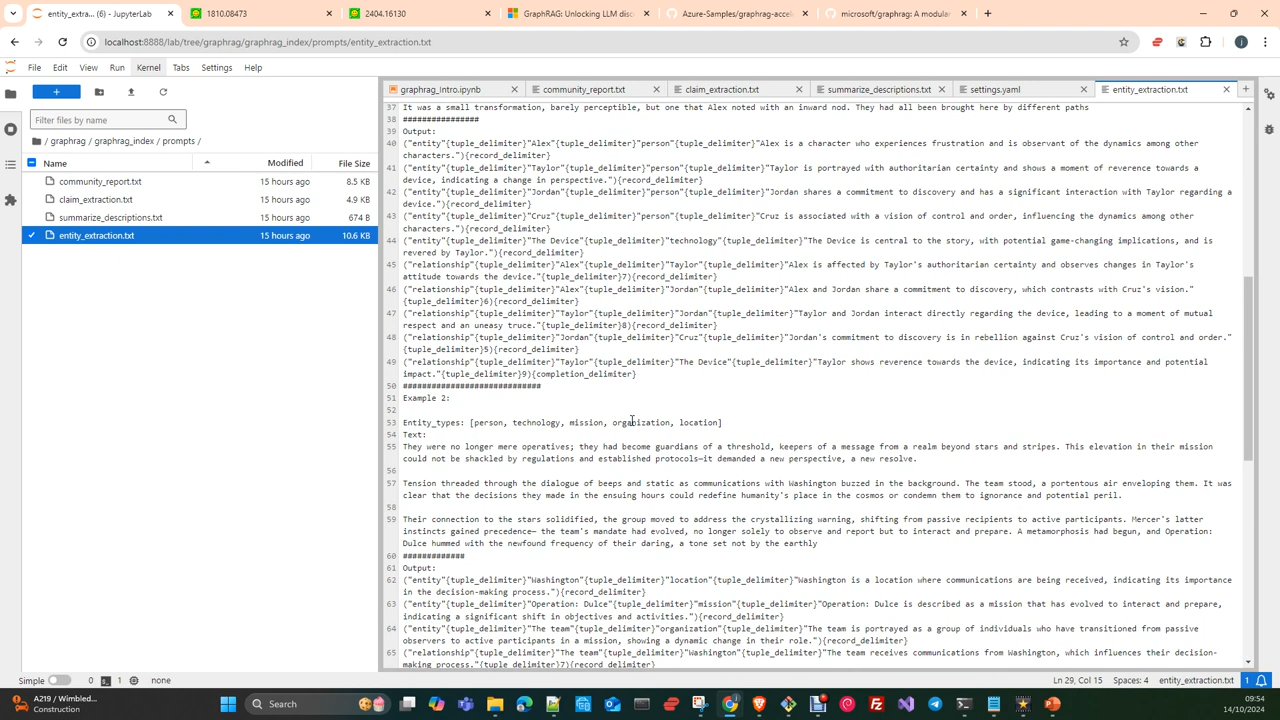 entity_extra... (6) - JupyterLab
1810.08473
2404.16130
GraphRAG: Unlocking LLM disc
Azure-Samples/graphrag-accele
microsoft/graphrag: A modular
localhost:8888/lab/tree/graphrag/graphrag_index/prompts/entity_extraction.txt
File Edit View Run Kernel Tabs Settings Help
graphrag_Intro.ipynb
community_report.txt
claim_extraction.txt
summarize_descriptions.txt
settings.yaml
entity_extraction.txt
Filter files by name
/ graphrag / graphrag_index / prompts /
Name Modified File Size
community_report.txt 15 hours ago 8.5 KB
claim_extraction.txt 15 hours ago 4.9 KB
summarize_descriptions.txt 15 hours ago 674 B
entity_extraction.txt 15 hours ago 10.6 KB
37 It was a small transformation, barely perceptible, but one that Alex noted with an inward nod. They had all been brought here by different paths
38 ################
39 Output:
40 ("entity"{tuple_delimiter}"Alex"{tuple_delimiter}"person"{tuple_delimiter}"Alex is a character who experiences frustration and is observant of the dynamics among other
characters."){record_delimiter}
41 ("entity"{tuple_delimiter}"Taylor"{tuple_delimiter}"person"{tuple_delimiter}"Taylor is portrayed with authoritarian certainty and shows a moment of reverence towards a
device, indicating a change in perspective."){record_delimiter}
42 ("entity"{tuple_delimiter}"Jordan"{tuple_delimiter}"person"{tuple_delimiter}"Jordan shares a commitment to discovery and has a significant interaction with Taylor regarding a
device."){record_delimiter}
43 ("entity"{tuple_delimiter}"Cruz"{tuple_delimiter}"person"{tuple_delimiter}"Cruz is associated with a vision of control and order, influencing the dynamics among other
characters."){record_delimiter}
44 ("entity"{tuple_delimiter}"The Device"{tuple_delimiter}"technology"{tuple_delimiter}"The Device is central to the story, with potential game-changing implications, and is
revered by Taylor."){record_delimiter}
45 ("relationship"{tuple_delimiter}"Alex"{tuple_delimiter}"Taylor"{tuple_delimiter}"Alex is affected by Taylor's authoritarian certainty and observes changes in Taylor's
attitude towards the device."{tuple_delimiter}7){record_delimiter}
46 ("relationship"{tuple_delimiter}"Alex"{tuple_delimiter}"Jordan"{tuple_delimiter}"Alex and Jordan share a commitment to discovery, which contrasts with Cruz's vision."
{tuple_delimiter}6){record_delimiter}
47 ("relationship"{tuple_delimiter}"Taylor"{tuple_delimiter}"Jordan"{tuple_delimiter}"Taylor and Jordan interact directly regarding the device, leading to a moment of mutual
respect and an uneasy truce."{tuple_delimiter}8){record_delimiter}
48 ("relationship"{tuple_delimiter}"Jordan"{tuple_delimiter}"Cruz"{tuple_delimiter}"Jordan's commitment to discovery is in rebellion against Cruz's vision of control and order."
{tuple_delimiter}5){record_delimiter}
49 ("relationship"{tuple_delimiter}"Taylor"{tuple_delimiter}"The Device"{tuple_delimiter}"Taylor shows reverence towards the device, indicating its importance and potential
impact."{tuple_delimiter}9){completion_delimiter}
50 #############################
51 Example 2:
52
53 Entity_types: [person, technology, mission, organization, location]
54 Text:
55 They were no longer mere operatives; they had become guardians of a threshold, keepers of a message from a realm beyond stars and stripes. This elevation in their mission
could not be shackled by regulations and established protocols—it demanded a new perspective, a new resolve.
56
57 Tension threaded through the dialogue of beeps and static as communications with Washington buzzed in the background. The team stood, a portentous air enveloping them. It was
clear that the decisions they made in the ensuing hours could redefine humanity's place in the cosmos or condemn them to ignorance and potential peril.
58
59 Their connection to the stars solidified, the group moved to address the crystallizing warning, shifting from passive recipients to active participants. Mercer's latter
instincts gained precedence— the team's mandate had evolved, no longer solely to observe and report but to interact and prepare. A metamorphosis had begun, and Operation:
Dulce hummed with the newfound frequency of their daring, a tone set not by the earthly
60 #############
61 Output:
62 ("entity"{tuple_delimiter}"Washington"{tuple_delimiter}"location"{tuple_delimiter}"Washington is a location where communications are being received, indicating its importance
in the decision-making process."){record_delimiter}
63 ("entity"{tuple_delimiter}"Operation: Dulce"{tuple_delimiter}"mission"{tuple_delimiter}"Operation: Dulce is described as a mission that has evolved to interact and prepare,
indicating a significant shift in objectives and activities."){record_delimiter}
64 ("entity"{tuple_delimiter}"The team"{tuple_delimiter}"organization"{tuple_delimiter}"The team is portrayed as a group of individuals who have transitioned from passive
observers to active participants in a mission, showing a dynamic change in their role."){record_delimiter}
65 ("relationship"{tuple_delimiter}"The team"{tuple_delimiter}"Washington"{tuple_delimiter}"The team receives communications from Washington, which influences their decision-
making process."{tuple_delimiter}7){record_delimiter}
Simple 0 1 none
Ln 29, Col 15 Spaces: 4 entity_extraction.txt 1
A219 / Wimbled...
Construction
Search
09:54
14/10/2024